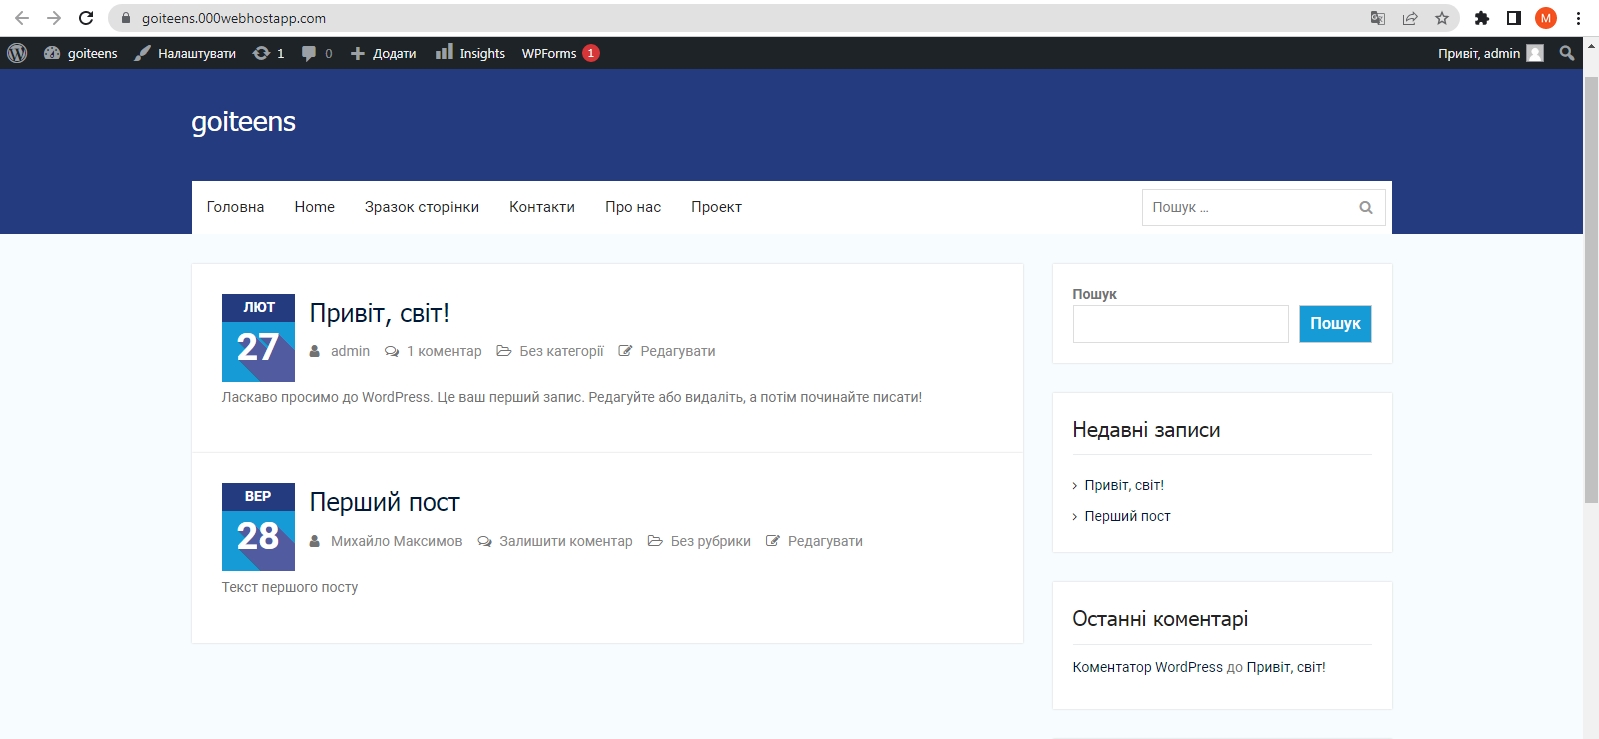 goiteens.000webhostapp.com
M
goiteens Налаштувати 1 0 Додати Insights WPForms 1 Привіт, admin
goiteens
Головна Home Зразок сторінки Контакти Про нас Проект Пошук ...
ЛЮТ
27
Привіт, світ!
admin 1 коментар Без категорії Редагувати
Ласкаво просимо до WordPress. Це ваш перший запис. Редагуйте або видаліть, а потім починайте писати!
ВЕР
28
Перший пост
Михайло Максимов Залишити коментар Без рубрики Редагувати
Текст першого посту
Пошук
Пошук
Недавні записи
Привіт, світ!
Перший пост
Останні коментарі
Коментатор WordPress до Привіт, світ!